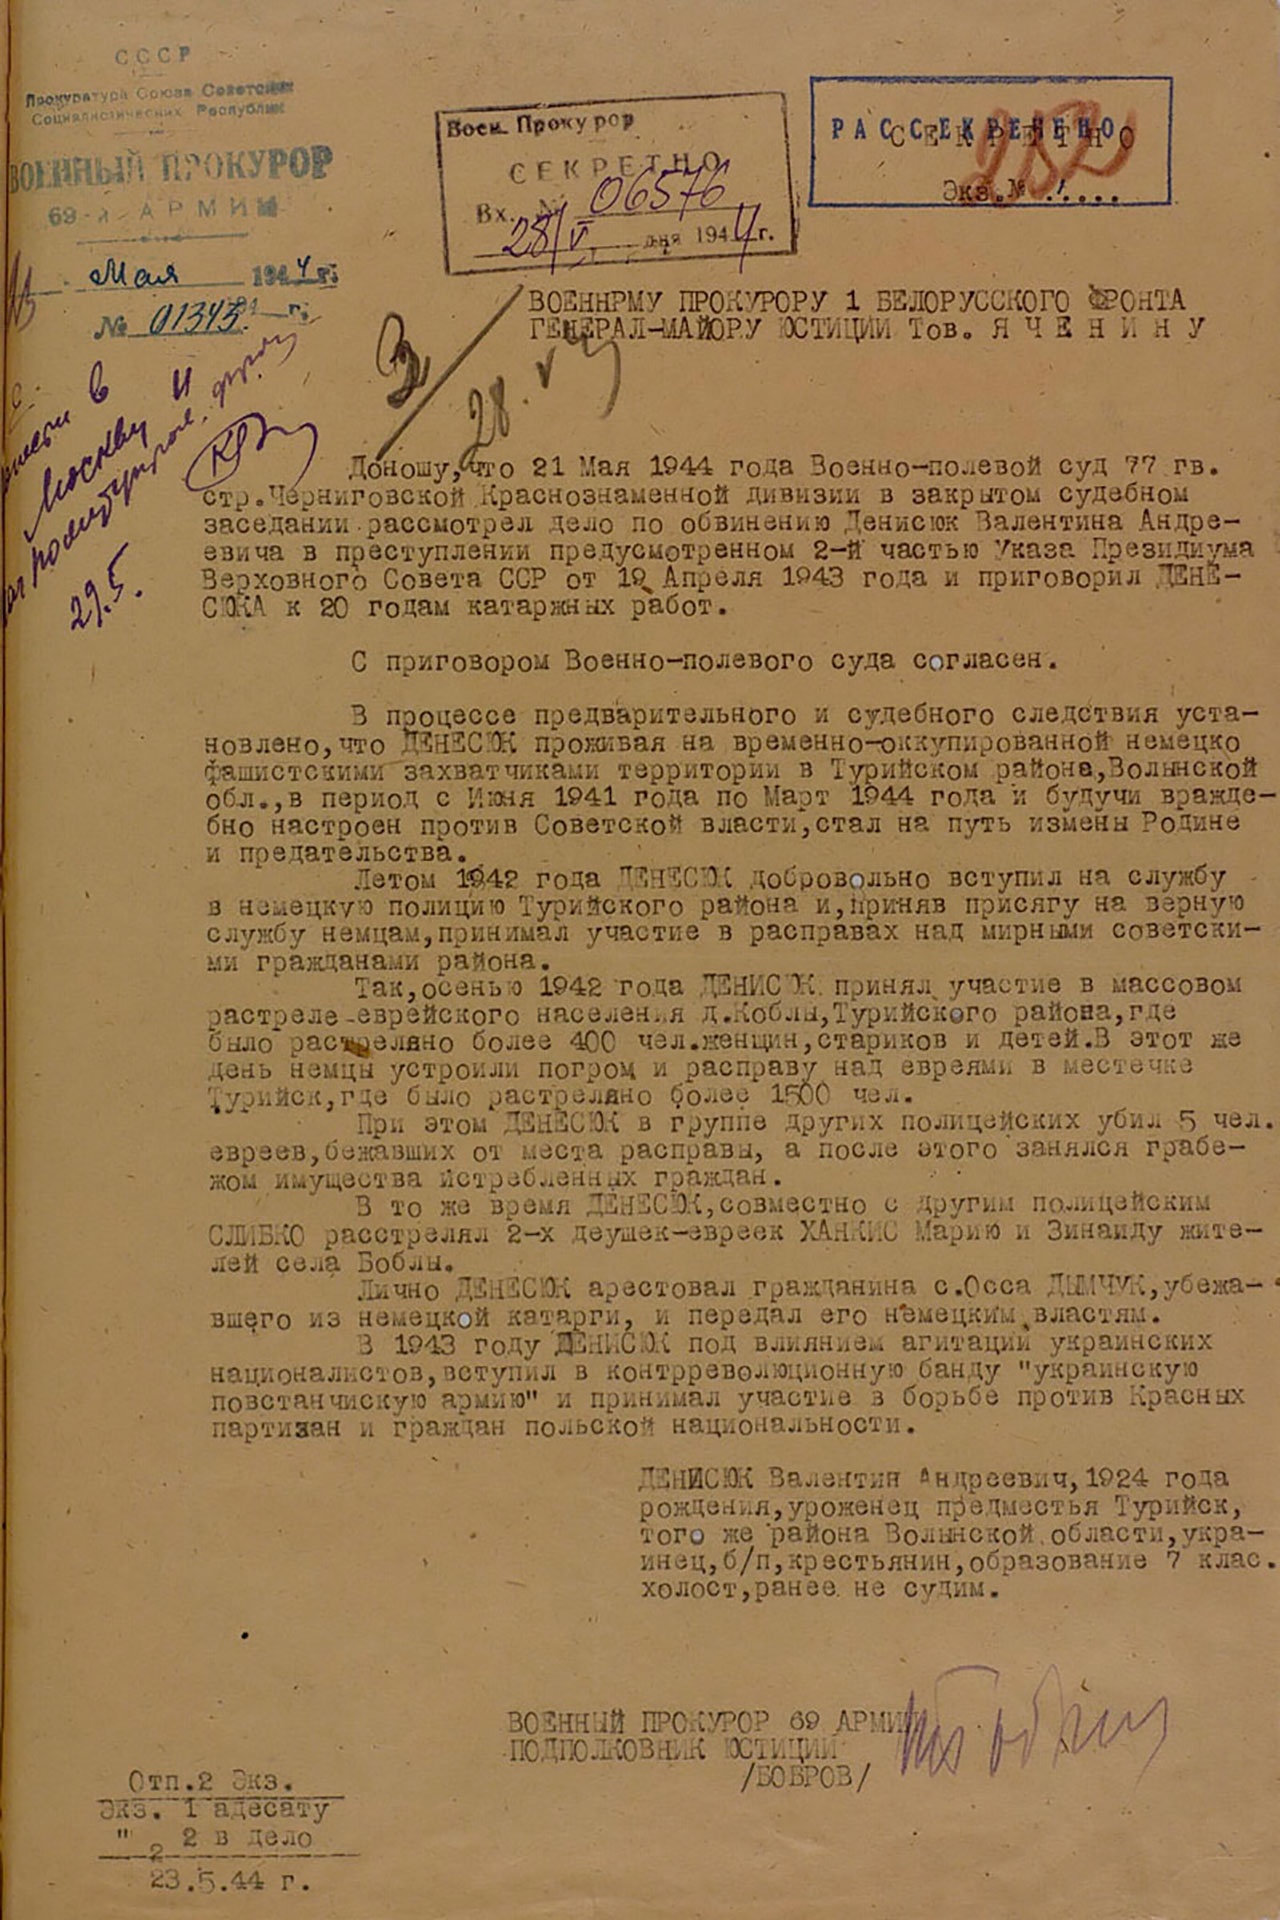 СССР
Прокуратура Союза Советских
Социалистических Республик
ВОЕННЫЙ ПРОКУРОР
69-й АРМИИ
Мая 1944 г.
№ 01343
Воен. Прокурор
СЕКРЕТНО
Вх. № 06576
28/V дня 1944 г.
РАССЕКРЕЧЕНО
СЕКРЕТНО
252
Экз.№ 1....
ВОЕННРМУ ПРОКУРОРУ 1 БЕЛОРУССКОГО ФРОНТА
ГЕНЕРАЛ-МАЙОРУ ЮСТИЦИИ Тов. Я Ч Е Н И Н У
28.V
в
Москву и
29.5.
Доношу, что 21 Мая 1944 года Военно-полевой суд 77 гв.
стр.Черниговской Краснознаменной дивизии в закрытом судебном
заседании рассмотрел дело по обвинению Денисюк Валентина Андре-
евича в преступлении предусмотренном 2-й частью Указа Президиума
Верховного Совета ССР от 19 Апреля 1943 года и приговорил ДЕНЕ-
СЮКА к 20 годам катаржных работ.
С приговором Военно-полевого суда согласен.
В процессе предварительного и судебного следствия уста-
новлено,что ДЕНЕСЮК проживая на временно-оккупированной немецко
фашистскими захватчиками территории в Турийском района,Волынской
обл.,в период с Июня 1941 года по Март 1944 года и будучи вражде-
бно настроен против Советской власти,стал на путь измены Родине
и предательства.
Летом 1942 года ДЕНЕСЮК добровольно вступил на службу
в немецкую полицию Турийского района и,приняв присягу на верную
службу немцам,принимал участие в расправах над мирными советски-
ми гражданами района.
Так,осенью 1942 года ДЕНИСЮК принял участие в массовом
растреле еврейского населения д.Коблы,Турийского района,где
было растреляно более 400 чел.женщин,стариков и детей.В этот же
день немцы устроили погром и расправу над евреями в местечке
Турийск,где было растреляно более 1500 чел.
При этом ДЕНЕСЮК в группе других полицейских убил 5 чел.
евреев,бежавших от места расправы, а после этого занялся грабе-
жом имущества истребленных граждан.
В то же время ДЕНЕСЮК,совместно с другим полицейским
СЛИВКО расстрелял 2-х деушек-евреек ХАНКИС Марию и Зинаиду жите-
лей села Боблы.
Лично ДЕНЕСЮК арестовал гражданина с.Осса ДЫМЧУК,убежа-
вшего из немецкой катарги, и передал его немецким властям.
В 1943 году ДЕНИСЮК под влиянием агитации украинских
националистов,вступил в контрреволюционную банду "украинскую
повстанчискую армию" и принимал участие в борьбе против Красных
партизан и граждан польской национальности.
ДЕНИСЮК Валентин Андреевич,1924 года
рождения,уроженец предместья Турийск,
того же района Волынской области,укра-
инец,б/п,крестьянин,образование 7 клас.
холост,ранее не судим.
ВОЕННЫЙ ПРОКУРОР 69 АРМИИ
ПОДПОЛКОВНИК ЮСТИЦИИ
/БОБРОВ/
Отп.2 Экз.
Экз. 1 адесату
" 2 2 в дело
23.5.44 г.